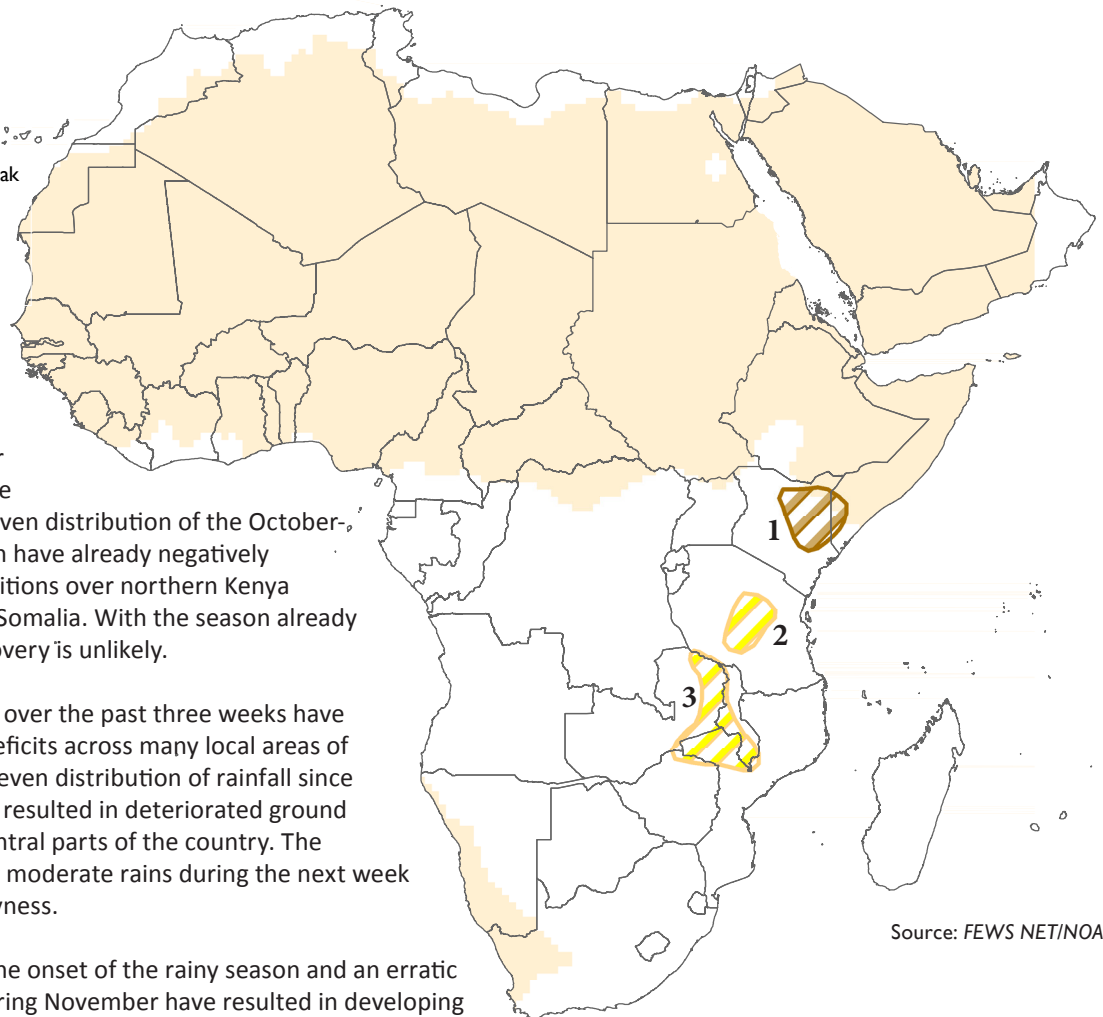 ak
r
e
ven distribution of the October-
n have already negatively
itions over northern Kenya
Somalia. With the season already
overy is unlikely.
over the past three weeks have
eficits across many local areas of
even distribution of rainfall since
resulted in deteriorated ground
ntral parts of the country. The
moderate rains during the next week
yness.
he onset of the rainy season and an erratic
ring November have resulted in developing
1
2
3
Source: FEWS NET/NOA